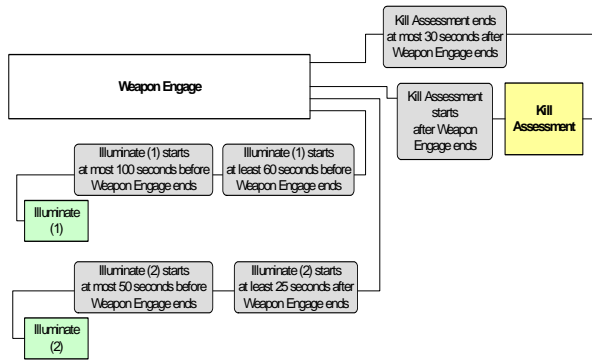 Kill Assessment ends
at most 30 seconds after
Weapon Engage ends
Weapon Engage
Kill Assessment
starts
after Weapon
Engage ends
Kill
Assessment
Illuminate (1) starts
at most 100 seconds before
Weapon Engage ends
Illuminate (1) starts
at least 60 seconds before
Weapon Engage ends
Illuminate
(1)
Illuminate (2) starts
at most 50 seconds before
Weapon Engage ends
Illuminate (2) starts
at least 25 seconds after
Weapon Engage ends
Illuminate
(2)